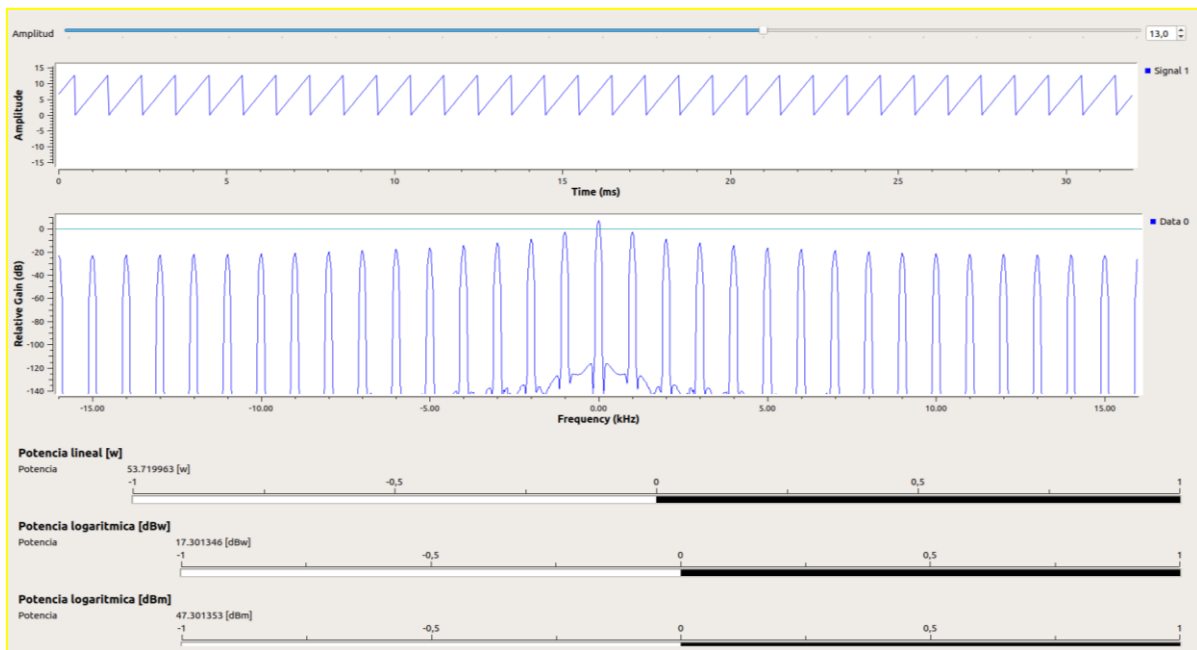 Amplitud 13,0
Signal 1
15
10
5
0
-5
-10
-15
Amplitude
0 5 10 15 20 25 30
Time (ms)
Data 0
0
-20
-40
-60
-80
-100
-120
-140
Relative Gain (dB)
-15.00 -10.00 -5.00 0.00 5.00 10.00 15.00
Frequency (kHz)
Potencia lineal [w]
Potencia 53.719963 [w]
-1 -0,5 0 0,5 1
Potencia logaritmica [dBw]
Potencia 17.301346 [dBw]
-1 -0,5 0 0,5 1
Potencia logaritmica [dBm]
Potencia 47.301353 [dBm]
-1 -0,5 0 0,5 1